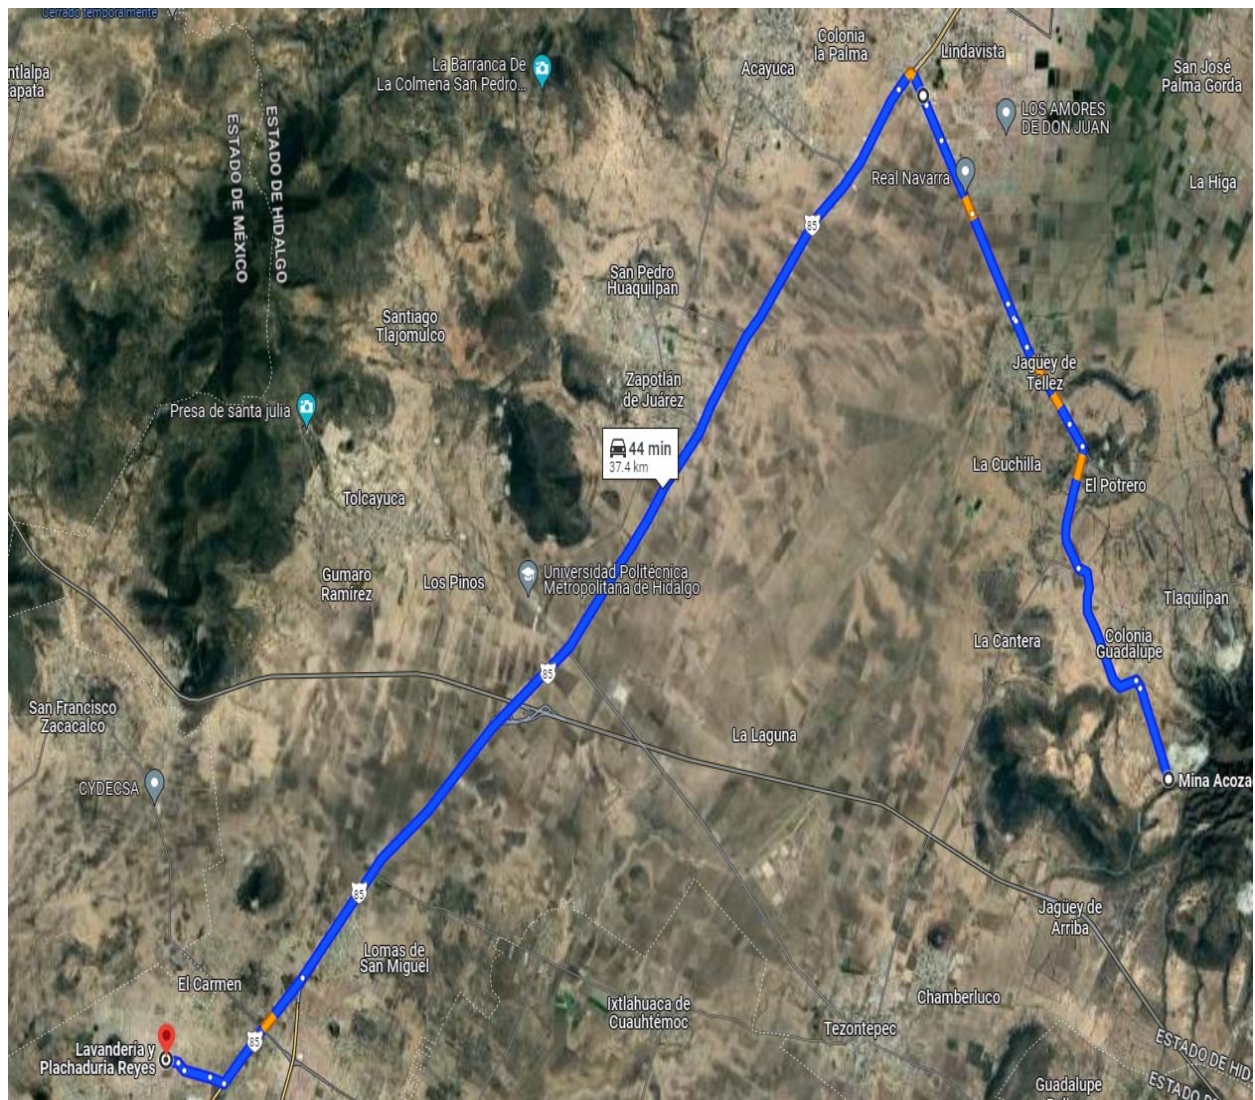 Cerrado temporalmente
Colonia
la Palma
Lindavista
La Barranca De
La Colmena San Pedro...
Acayuca
San José
Palma Gorda
ntlalpa
Zapata
LOS AMORES
DE DON JUAN
ESTADO DE HIDALGO
ESTADO DE MÉXICO
Real Navarra
La Higa
85
San Pedro
Huaquilpan
Santiago
Tlajomulco
Jagüey de
Téllez
Zapotlán
de Juárez
Presa de santa julia
44 min
37.4 km
La Cuchilla
El Potrero
Tolcayuca
Universidad Politécnica
Metropolitana de Hidalgo
Gumaro
Ramírez
Los Pinos
Tlaquilpan
La Cantera
Colonia
Guadalupe
85
San Francisco
Zacacalco
La Laguna
CYDECSA
Mina Acoza
85
Jagüey de
Arriba
Lomas de
San Miguel
El Carmen
Ixtlahuaca de
Cuauhtémoc
Chamberluco
Tezontepec
85
Lavanderia y
Plachaduria Reyes
ESTADO DE HID
ESTADO DE
Guadalupe